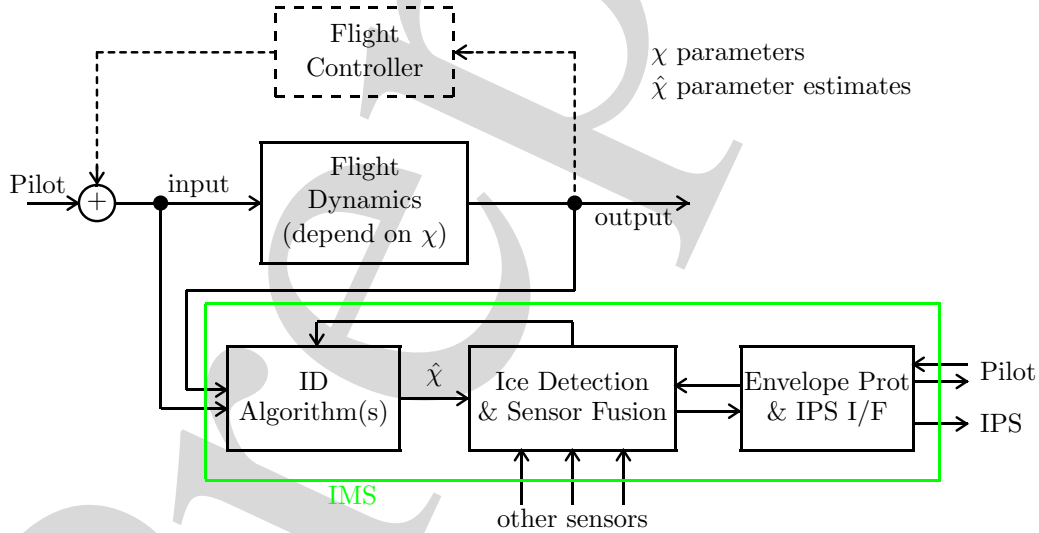 Flight
Controller
χ parameters
χ̂ parameter estimates
Pilot
+
input
Flight
Dynamics
(depend on χ)
output
ID
Algorithm(s)
χ̂
Ice Detection
& Sensor Fusion
Envelope Prot
& IPS I/F
Pilot
IPS
IMS
other sensors